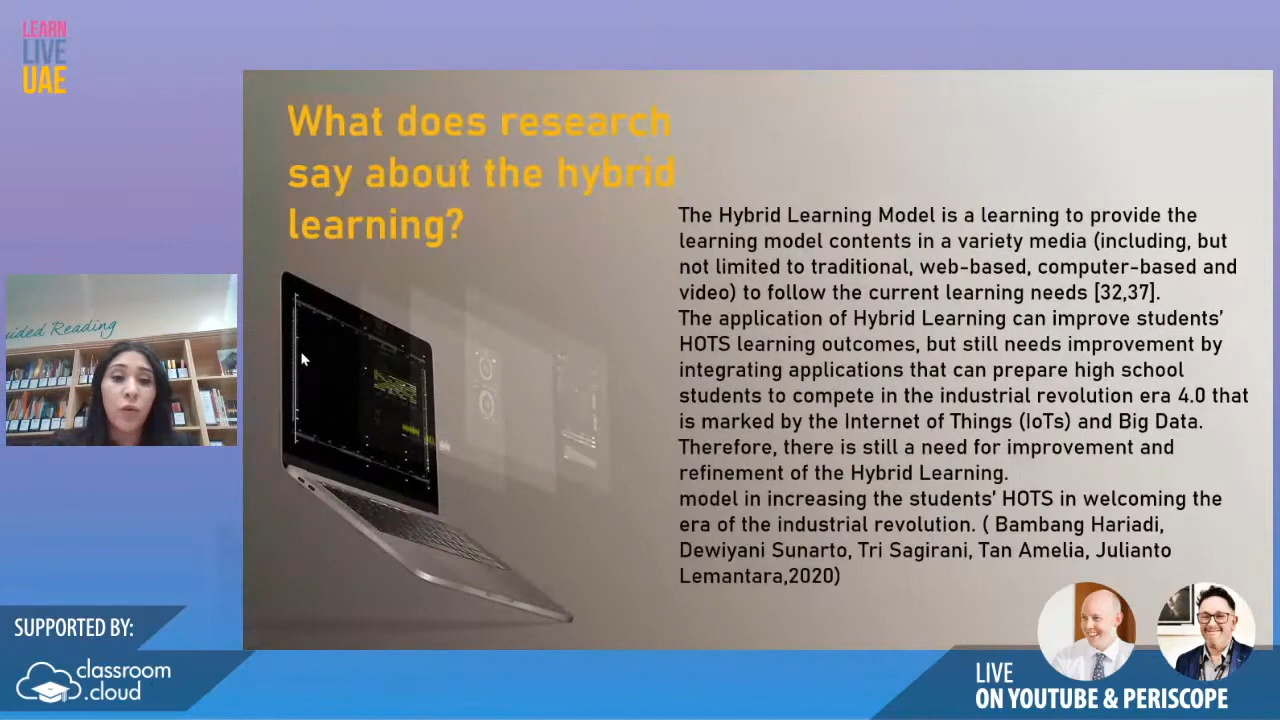 LEARN
LIVE
UAE
What does research
say about the hybrid
learning?
The Hybrid Learning Model is a learning to provide the
learning model contents in a variety media (including, but
not limited to traditional, web-based, computer-based and
video) to follow the current learning needs [32,37].
The application of Hybrid Learning can improve students’
HOTS learning outcomes, but still needs improvement by
integrating applications that can prepare high school
students to compete in the industrial revolution era 4.0 that
is marked by the Internet of Things (IoTs) and Big Data.
Therefore, there is still a need for improvement and
refinement of the Hybrid Learning.
model in increasing the students’ HOTS in welcoming the
era of the industrial revolution. ( Bambang Hariadi,
Dewiyani Sunarto, Tri Sagirani, Tan Amelia, Julianto
Lemantara,2020)
Reading
SUPPORTED BY:
classroom
.cloud
LIVE
ON YOUTUBE & PERISCOPE